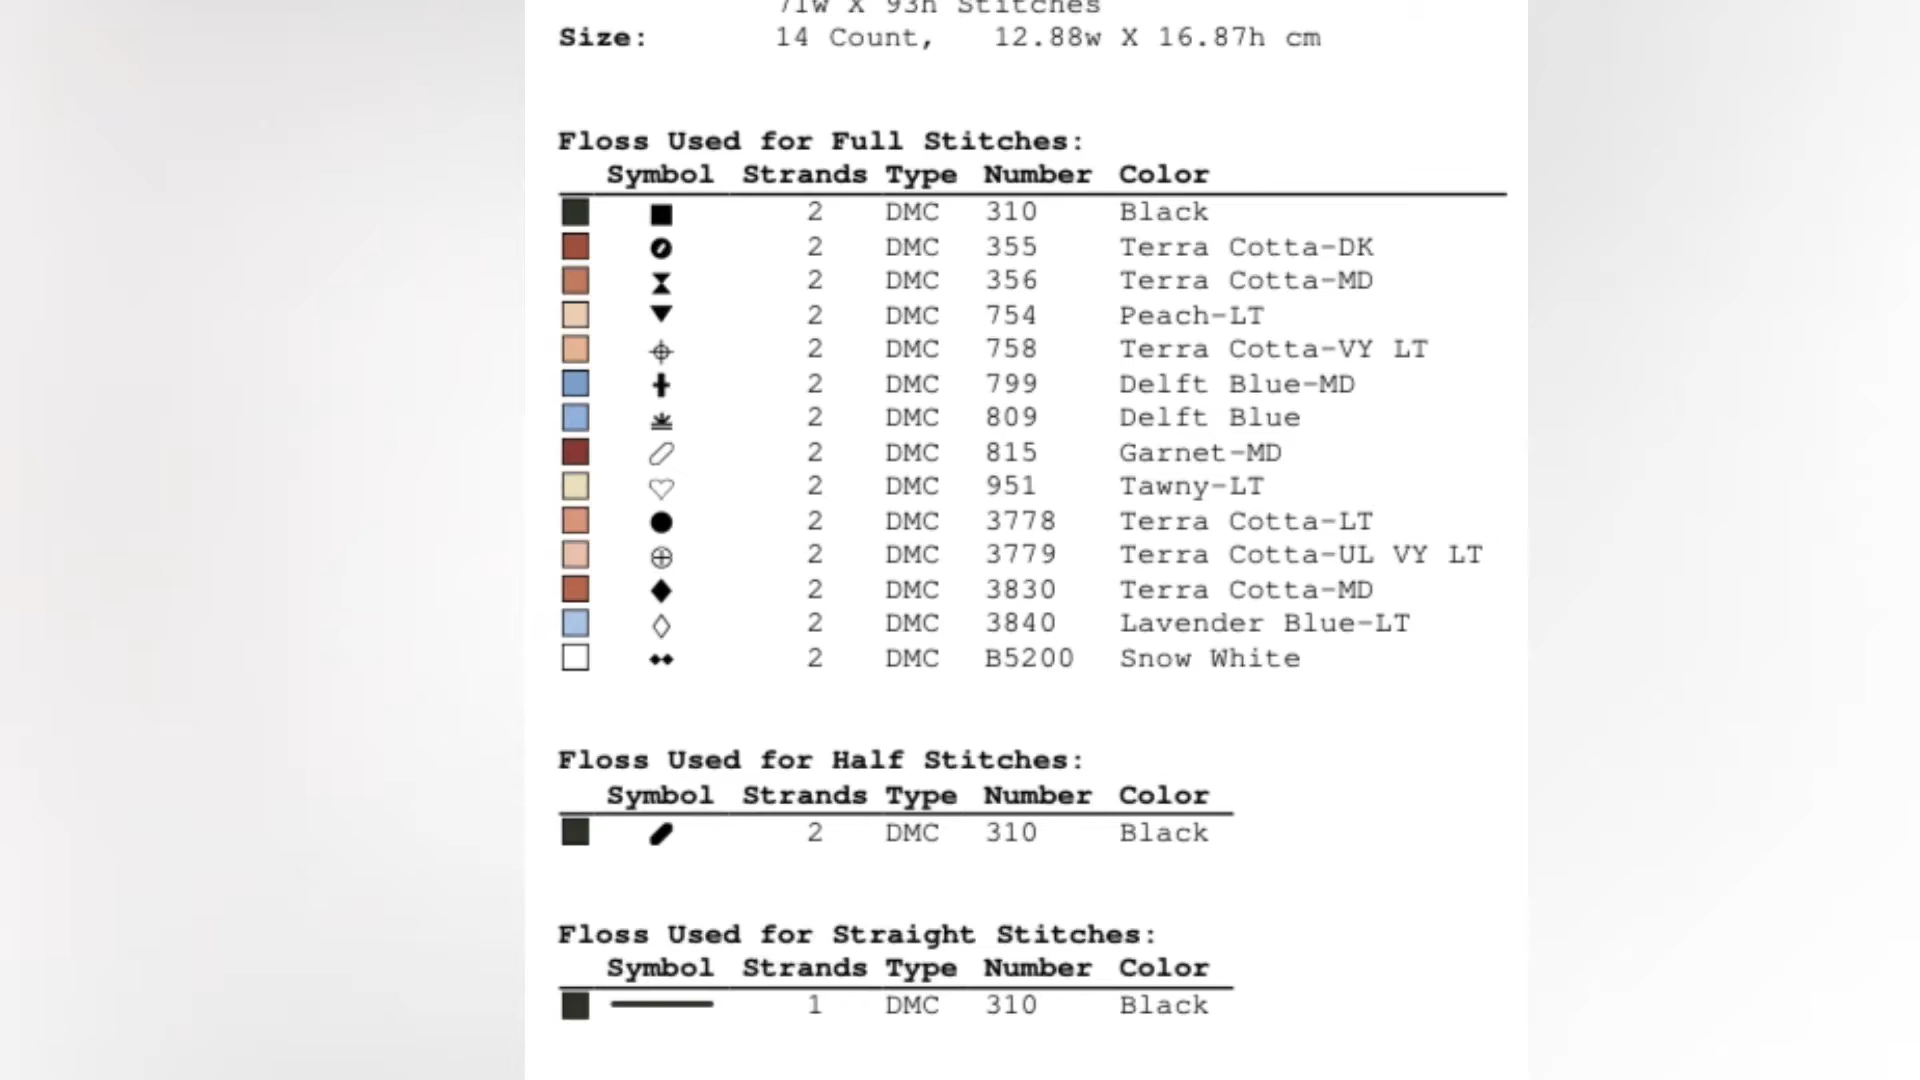 71w X 93h Stitches
Size: 14 Count, 12.88w X 16.87h cm
Floss Used for Full Stitches:
Symbol Strands Type Number Color
2 DMC 310 Black
2 DMC 355 Terra Cotta-DK
2 DMC 356 Terra Cotta-MD
2 DMC 754 Peach-LT
2 DMC 758 Terra Cotta-VY LT
2 DMC 799 Delft Blue-MD
2 DMC 809 Delft Blue
2 DMC 815 Garnet-MD
2 DMC 951 Tawny-LT
2 DMC 3778 Terra Cotta-LT
2 DMC 3779 Terra Cotta-UL VY LT
2 DMC 3830 Terra Cotta-MD
2 DMC 3840 Lavender Blue-LT
2 DMC B5200 Snow White
Floss Used for Half Stitches:
Symbol Strands Type Number Color
2 DMC 310 Black
Floss Used for Straight Stitches:
Symbol Strands Type Number Color
1 DMC 310 Black